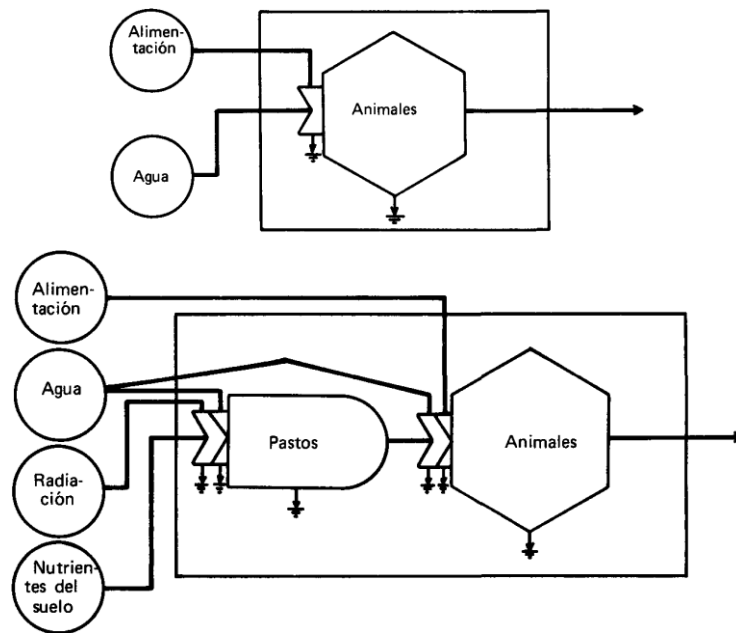 Alimen-
tación
Animales
Agua
Alimen-
tación
Agua
Pastos
Animales
Radia-
ción
Nutrien-
tes del
suelo